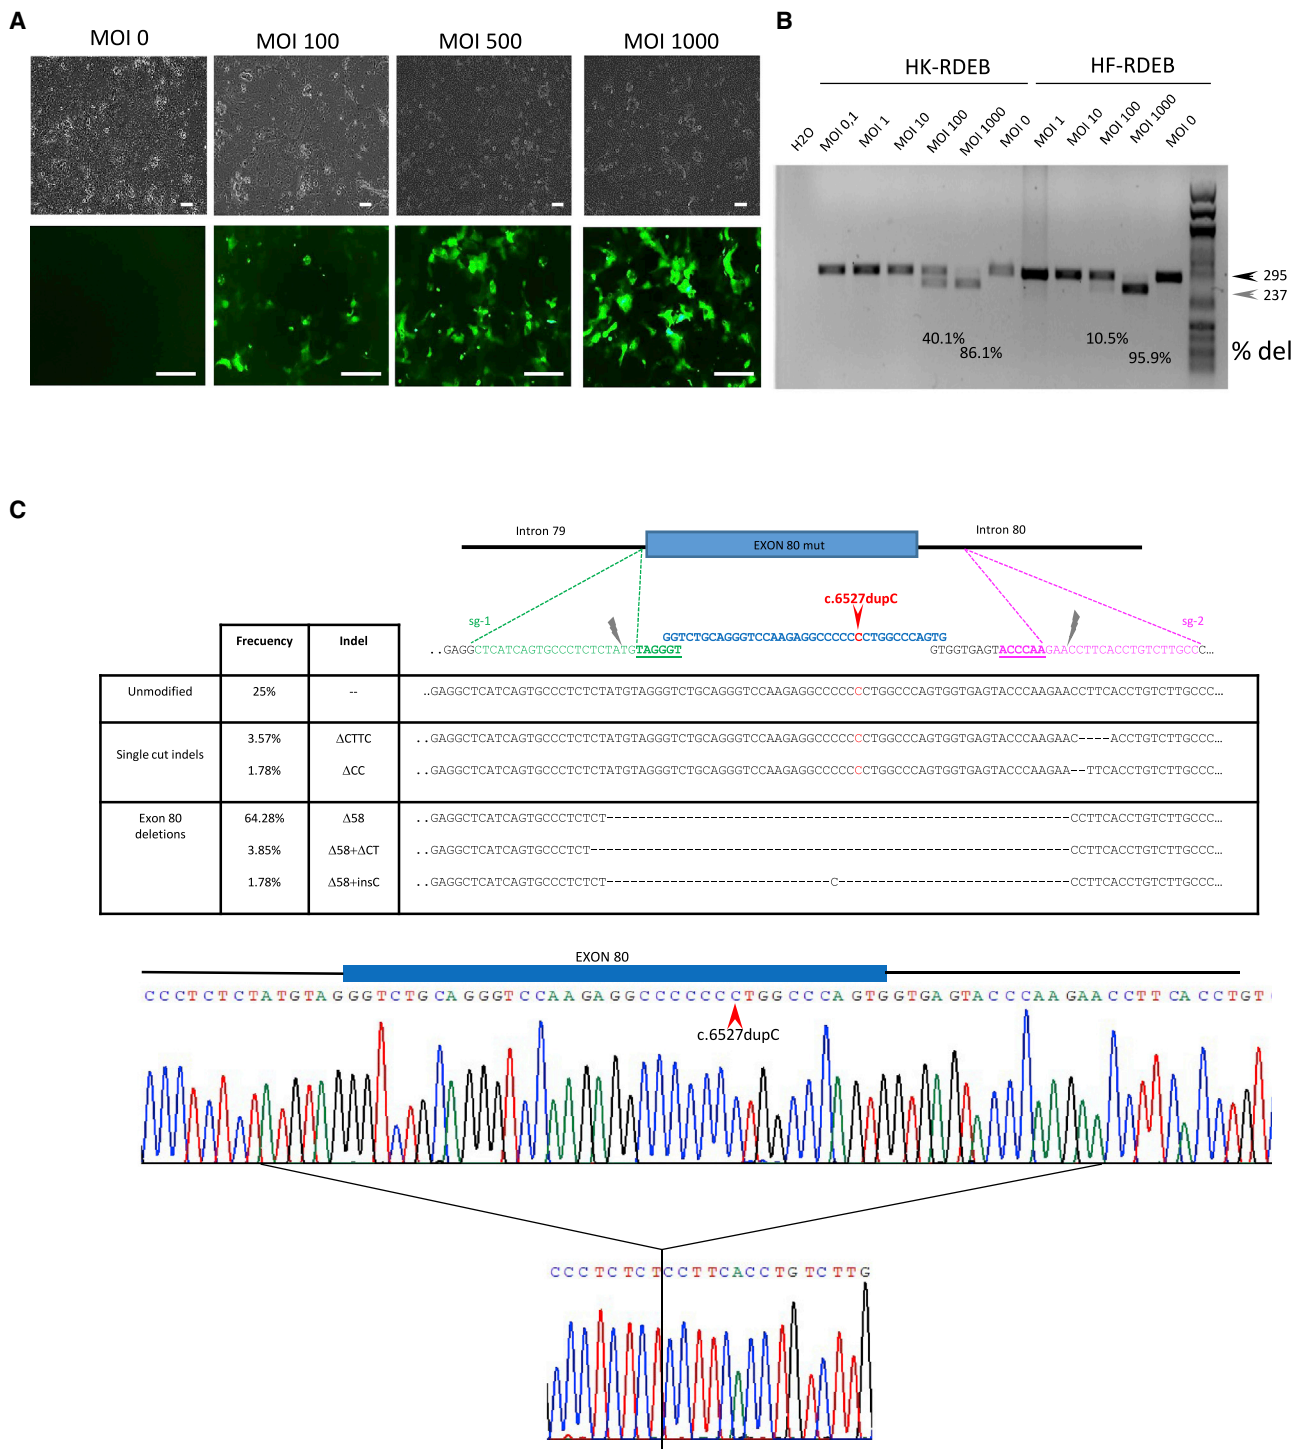 A
MOI 0
MOI 100
MOI 500
MOI 1000
B
HK-RDEB
HF-RDEB
H2O
MOI 0,1
MOI 1
MOI 10
MOI 100
MOI 1000
MOI 0
MOI 1
MOI 10
MOI 100
MOI 1000
MOI 0
295
237
40.1%
86.1%
10.5%
95.9%
% del
C
Intron 79
EXON 80 mut
Intron 80
c.6527dupC
sg-1
sg-2
GGTCTGCAGGGTCCAAGAGGCCCCCCCTGGCCCAGTG
..GAGGCTCATCAGTGCCCTCTCTATGTAGGGT
GTGGTGAGTACCCAAGAACCTTCACCTGTCTTGCCC...
Frecuency
Indel
Unmodified
25%
--
..GAGGCTCATCAGTGCCCTCTCTATGTAGGGTCTGCAGGGTCCAAGAGGCCCCCCCTGGCCCAGTGGTGAGTACCCAAGAACCTTCACCTGTCTTGCCC...
Single cut indels
3.57%
ΔCTTC
..GAGGCTCATCAGTGCCCTCTCTATGTAGGGTCTGCAGGGTCCAAGAGGCCCCCCCTGGCCCAGTGGTGAGTACCCAAGAAC----ACCTGTCTTGCCC...
1.78%
ΔCC
..GAGGCTCATCAGTGCCCTCTCTATGTAGGGTCTGCAGGGTCCAAGAGGCCCCCCCTGGCCCAGTGGTGAGTACCCAAGAA--TTCACCTGTCTTGCCC...
Exon 80
deletions
64.28%
Δ58
..GAGGCTCATCAGTGCCCTCTCT----------------------------------------------------------CCTTCACCTGTCTTGCCC...
3.85%
Δ58+ΔCT
..GAGGCTCATCAGTGCCCTCT------------------------------------------------------------CCTTCACCTGTCTTGCCC...
1.78%
Δ58+insC
..GAGGCTCATCAGTGCCCTCTCT----------------------------C-----------------------------CCTTCACCTGTCTTGCCC...
EXON 80
CCCTCTCTATGTAGGGTCTGCAGGGTCCAAGAGGCCCCCCCTGGCCCAGTGGTGAGTACCCAAGAACCTTCACCTGT
c.6527dupC
CCCTCTCTCCTTCACCTGTCTTG